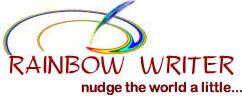 RAINBOW WRITER
nudge the world a little...